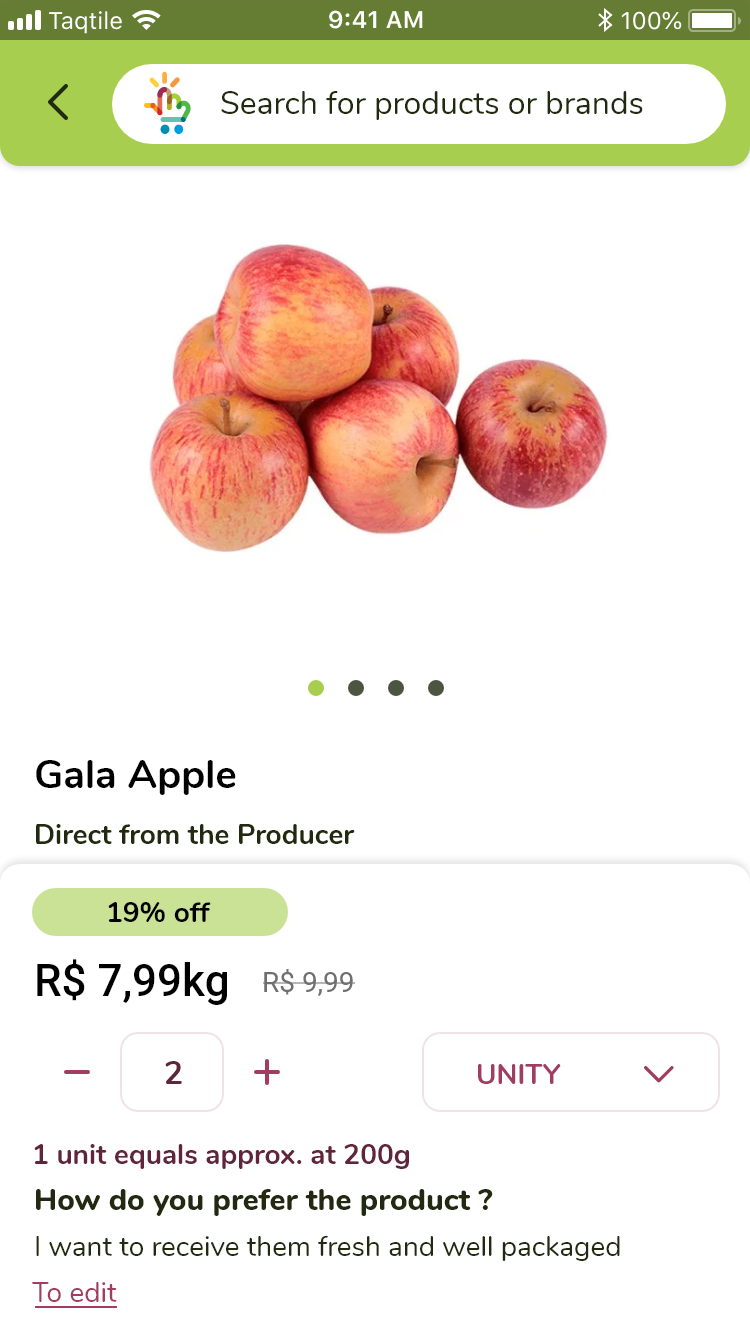 Taqtile 9:41 AM 100%
Search for products or brands
Gala Apple
Direct from the Producer
19% off
R$ 7,99kg R$ 9,99
2 UNITY
1 unit equals approx. at 200g
How do you prefer the product ?
I want to receive them fresh and well packaged
To edit